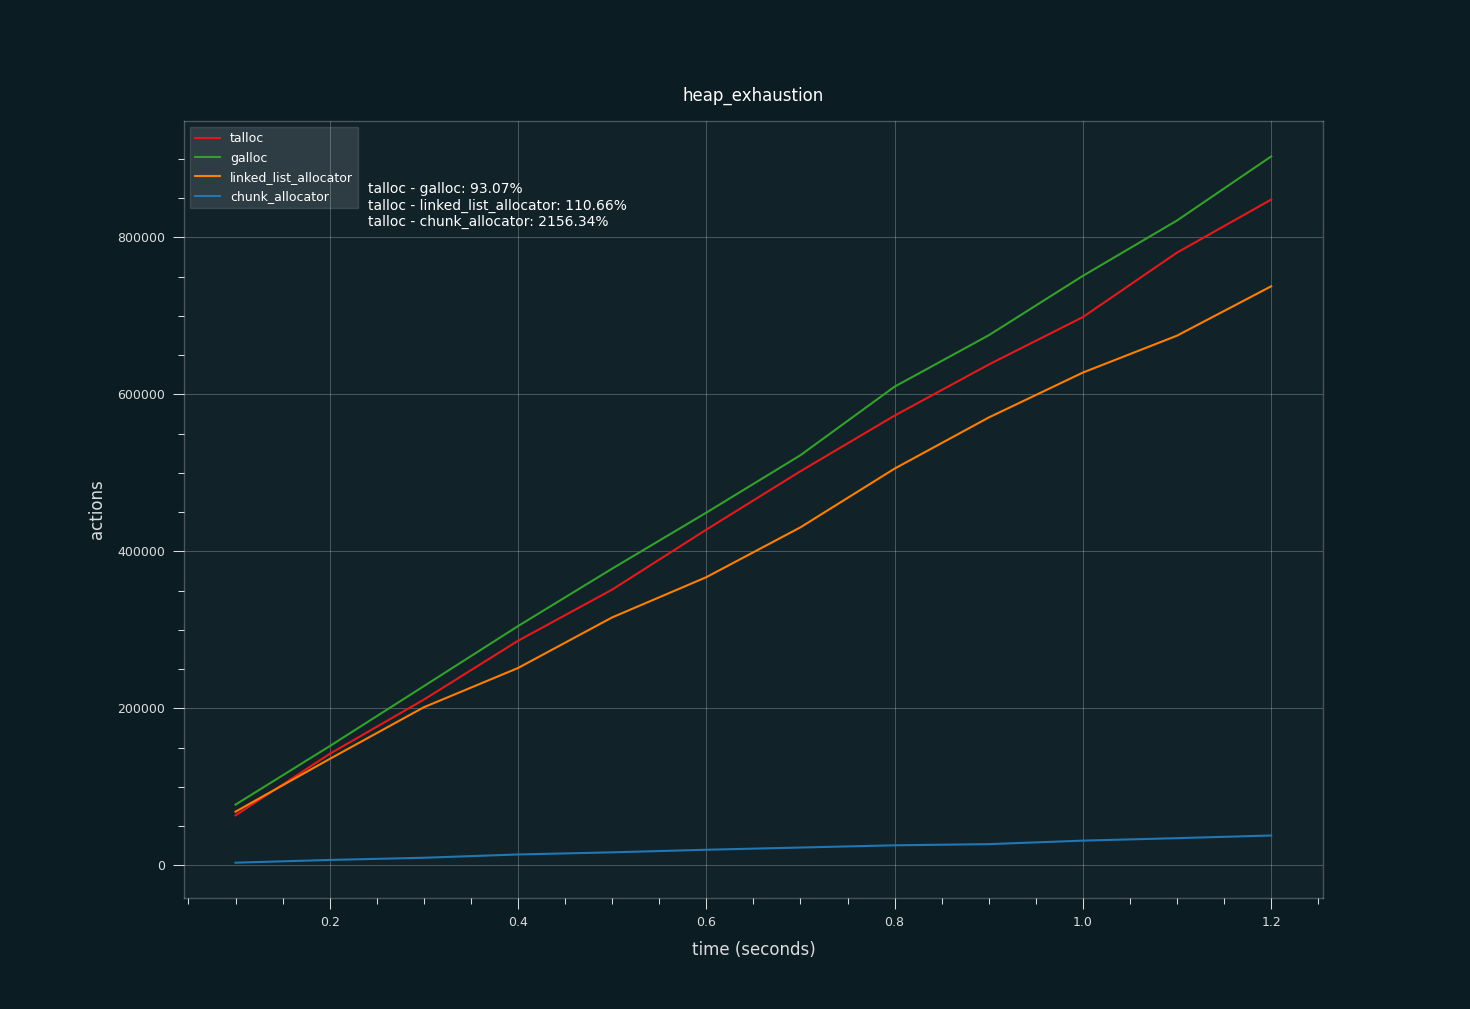 heap_exhaustion
talloc
galloc
linked_list_allocator
chunk_allocator
talloc - galloc: 93.07%
talloc - linked_list_allocator: 110.66%
talloc - chunk_allocator: 2156.34%
800000
600000
400000
200000
0
actions
0.2 0.4 0.6 0.8 1.0 1.2
time (seconds)